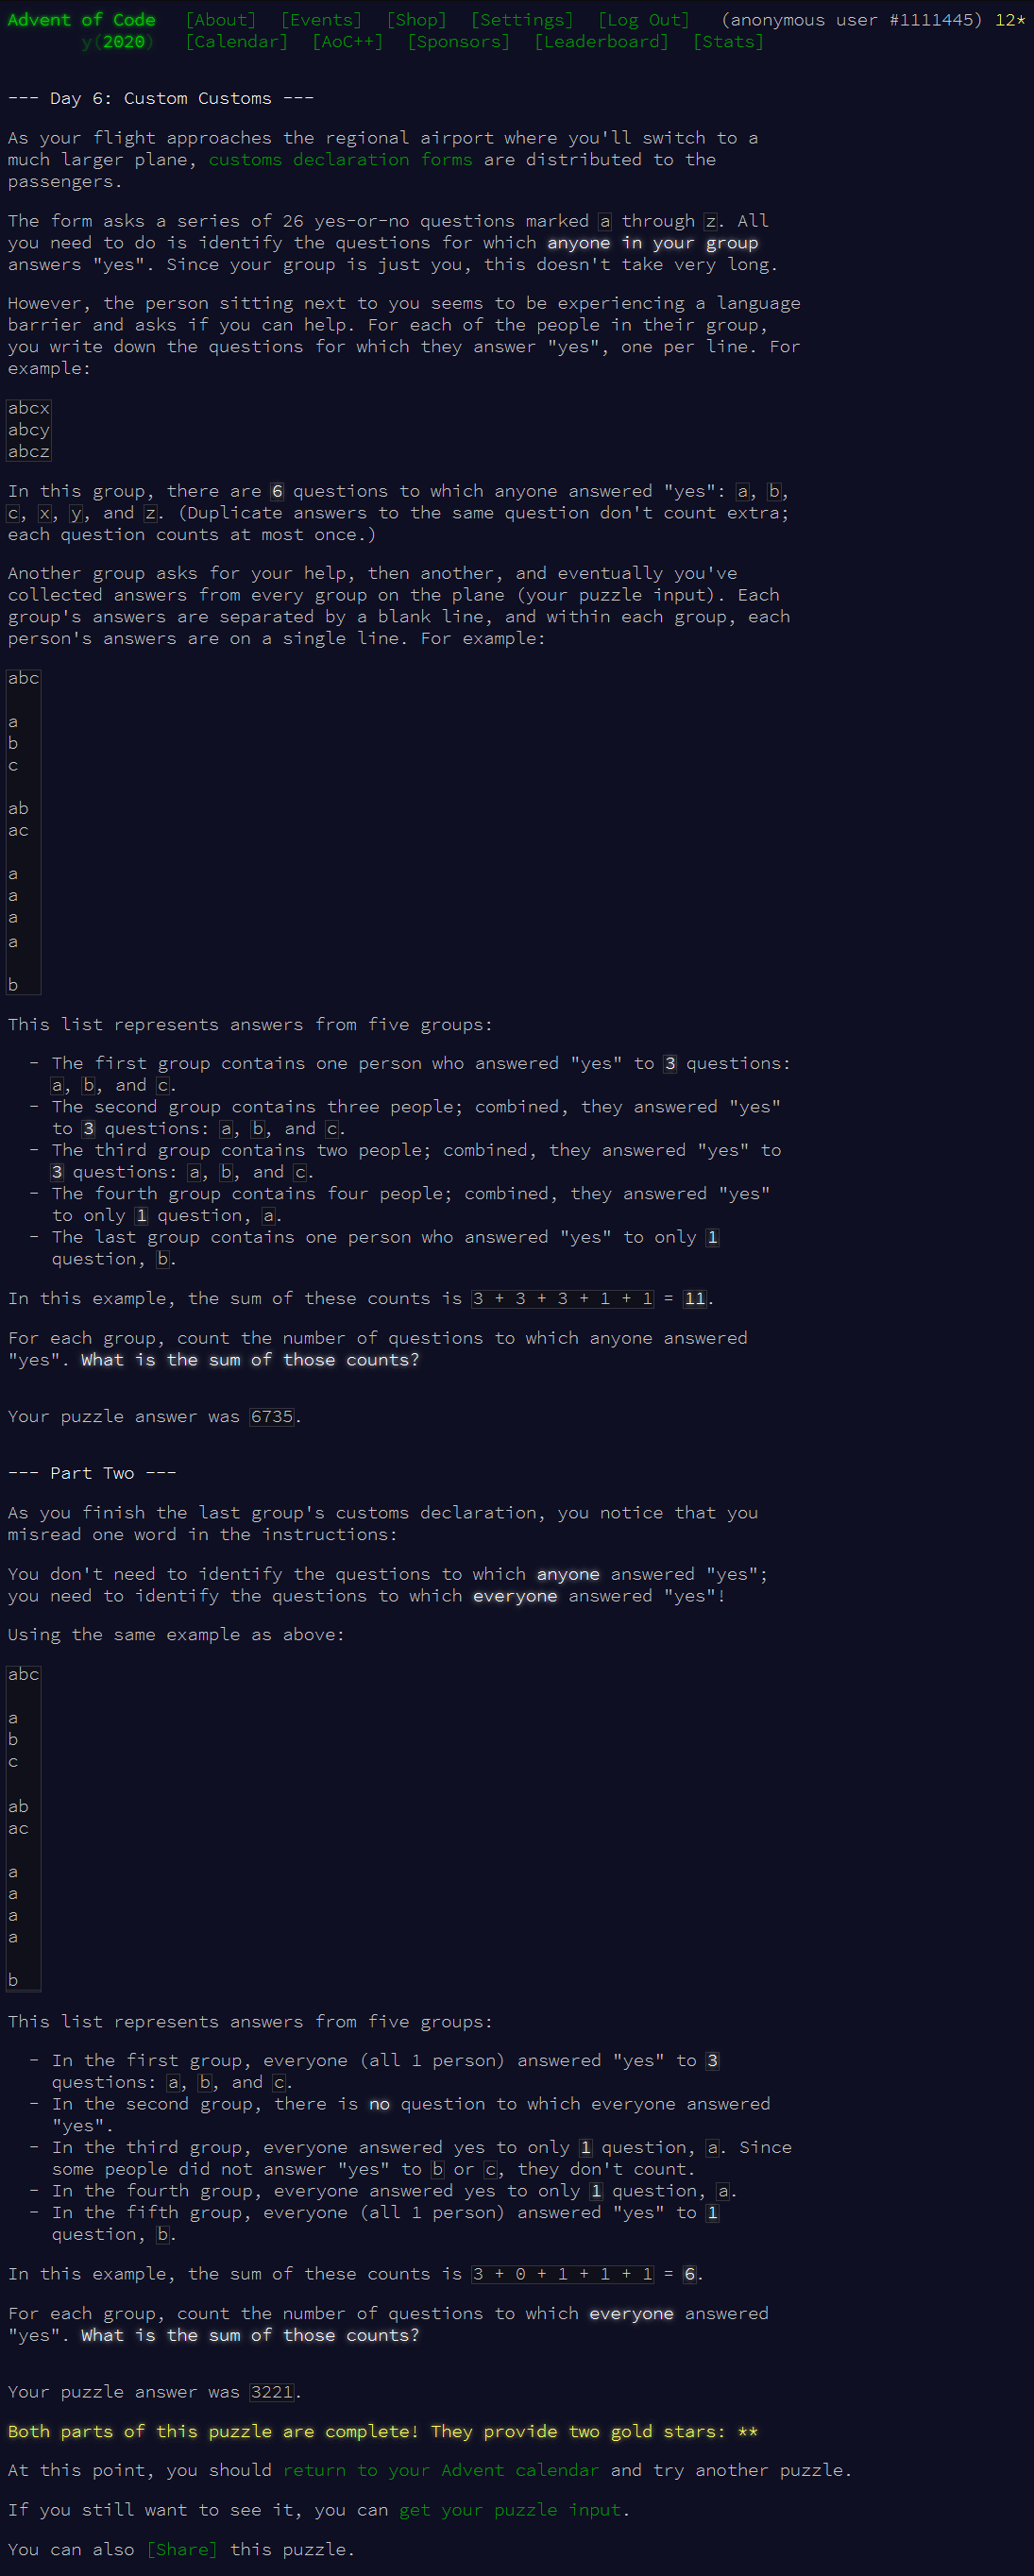 Advent of Code [About] [Events] [Shop] [Settings] [Log Out] (anonymous user #1111445) 12*
y(2020) [Calendar] [AoC++] [Sponsors] [Leaderboard] [Stats]
--- Day 6: Custom Customs ---
As your flight approaches the regional airport where you'll switch to a
much larger plane, customs declaration forms are distributed to the
passengers.
The form asks a series of 26 yes-or-no questions marked a through z. All
you need to do is identify the questions for which anyone in your group
answers "yes". Since your group is just you, this doesn't take very long.
However, the person sitting next to you seems to be experiencing a language
barrier and asks if you can help. For each of the people in their group,
you write down the questions for which they answer "yes", one per line. For
example:
abcx
abcy
abcz
In this group, there are 6 questions to which anyone answered "yes": a, b,
c, x, y, and z. (Duplicate answers to the same question don't count extra;
each question counts at most once.)
Another group asks for your help, then another, and eventually you've
collected answers from every group on the plane (your puzzle input). Each
group's answers are separated by a blank line, and within each group, each
person's answers are on a single line. For example:
abc
a
b
c
ab
ac
a
a
a
a
b
This list represents answers from five groups:
- The first group contains one person who answered "yes" to 3 questions:
a, b, and c.
- The second group contains three people; combined, they answered "yes"
to 3 questions: a, b, and c.
- The third group contains two people; combined, they answered "yes" to
3 questions: a, b, and c.
- The fourth group contains four people; combined, they answered "yes"
to only 1 question, a.
- The last group contains one person who answered "yes" to only 1
question, b.
In this example, the sum of these counts is 3 + 3 + 3 + 1 + 1 = 11.
For each group, count the number of questions to which anyone answered
"yes". What is the sum of those counts?
Your puzzle answer was 6735.
--- Part Two ---
As you finish the last group's customs declaration, you notice that you
misread one word in the instructions:
You don't need to identify the questions to which anyone answered "yes";
you need to identify the questions to which everyone answered "yes"!
Using the same example as above:
abc
a
b
c
ab
ac
a
a
a
a
b
This list represents answers from five groups:
- In the first group, everyone (all 1 person) answered "yes" to 3
questions: a, b, and c.
- In the second group, there is no question to which everyone answered
"yes".
- In the third group, everyone answered yes to only 1 question, a. Since
some people did not answer "yes" to b or c, they don't count.
- In the fourth group, everyone answered yes to only 1 question, a.
- In the fifth group, everyone (all 1 person) answered "yes" to 1
question, b.
In this example, the sum of these counts is 3 + 0 + 1 + 1 + 1 = 6.
For each group, count the number of questions to which everyone answered
"yes". What is the sum of those counts?
Your puzzle answer was 3221.
Both parts of this puzzle are complete! They provide two gold stars: **
At this point, you should return to your Advent calendar and try another puzzle.
If you still want to see it, you can get your puzzle input.
You can also [Share] this puzzle.